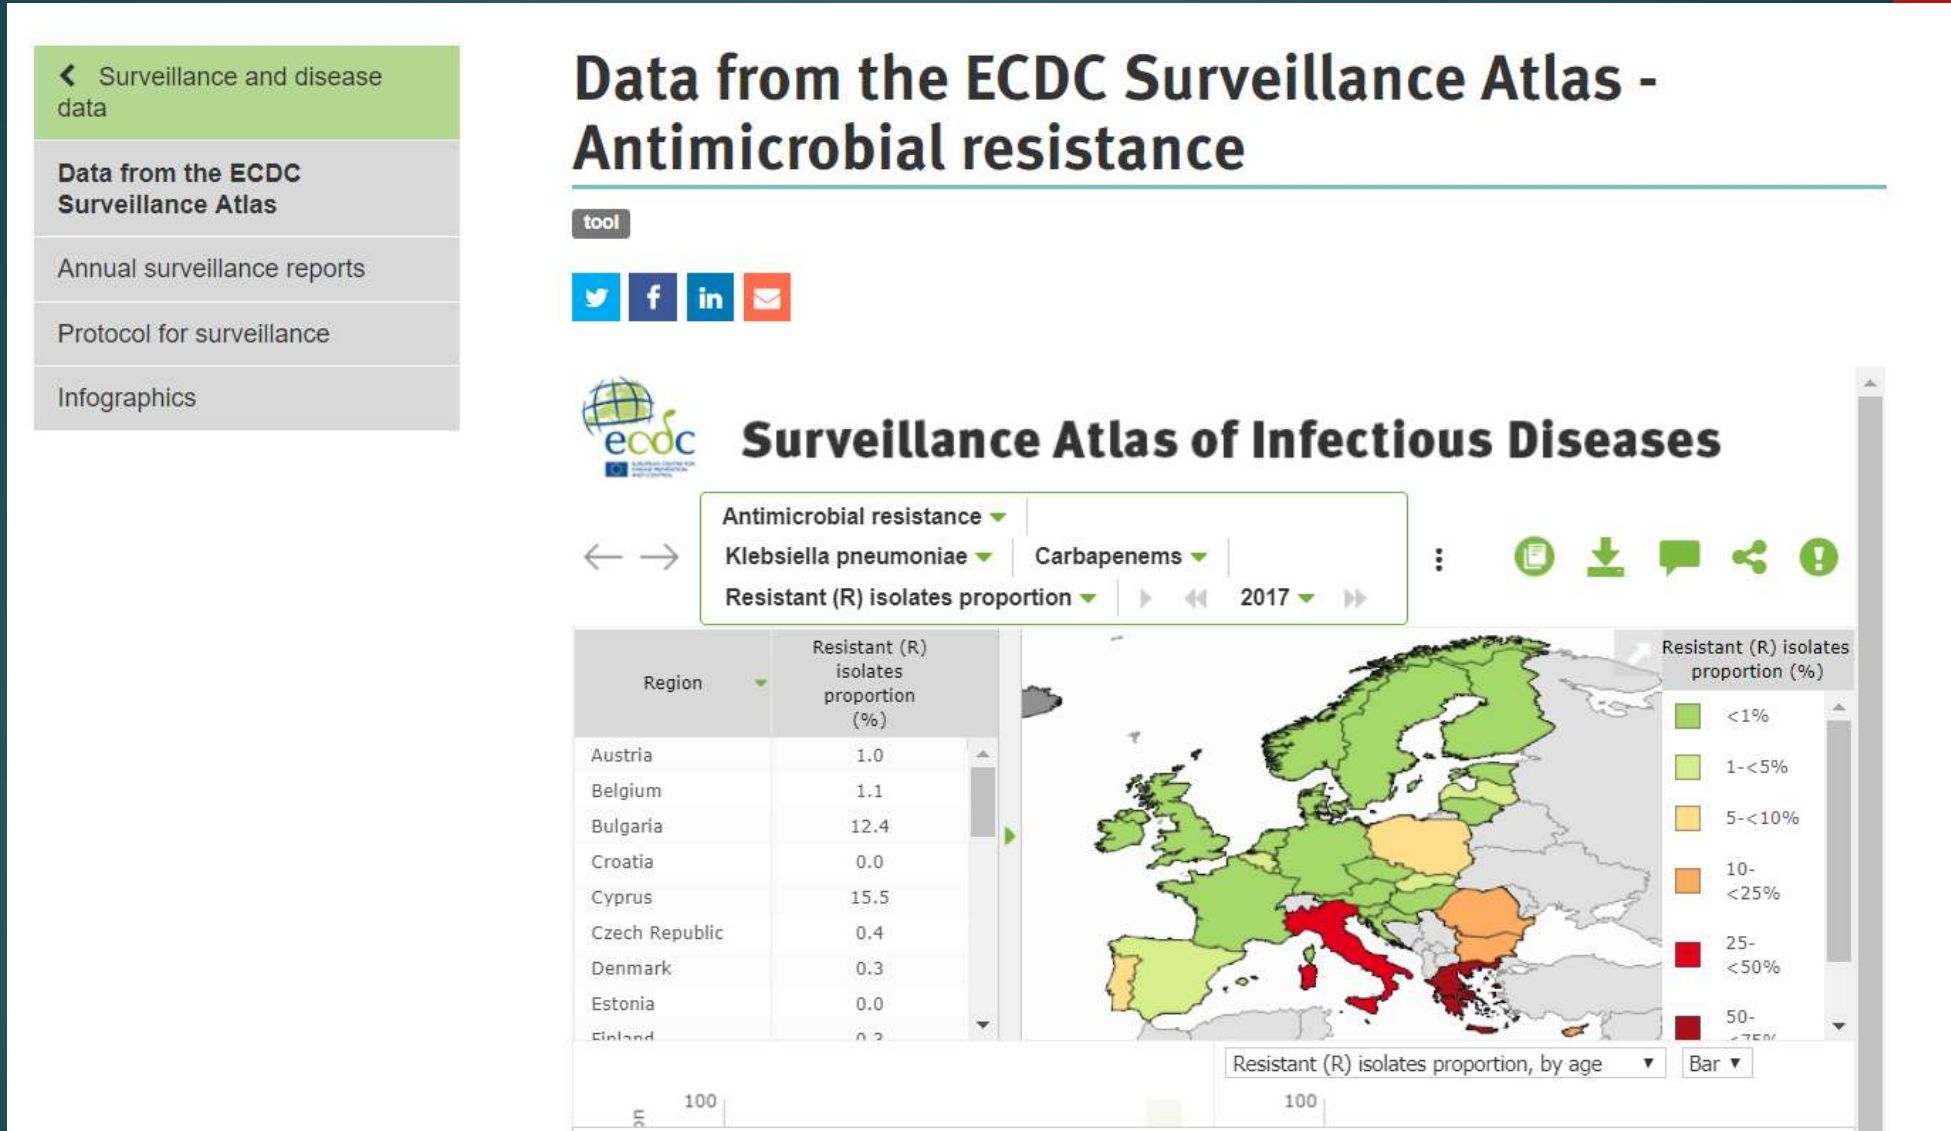 Surveillance and disease
data
Data from the ECDC
Surveillance Atlas
Annual surveillance reports
Protocol for surveillance
Infographics
Data from the ECDC Surveillance Atlas -
Antimicrobial resistance
tool
f
in
ecdc
Surveillance Atlas of Infectious Diseases
Antimicrobial resistance
Klebsiella pneumoniae
Carbapenems
Resistant (R) isolates proportion
2017
Region
Resistant (R)
isolates
proportion
(%)
Austria 1.0
Belgium 1.1
Bulgaria 12.4
Croatia 0.0
Cyprus 15.5
Czech Republic 0.4
Denmark 0.3
Estonia 0.0
Finland
Resistant (R) isolates
proportion (%)
<1%
1-<5%
5-<10%
10-
<25%
25-
<50%
50-
<75%
Resistant (R) isolates proportion, by age
Bar
100
100